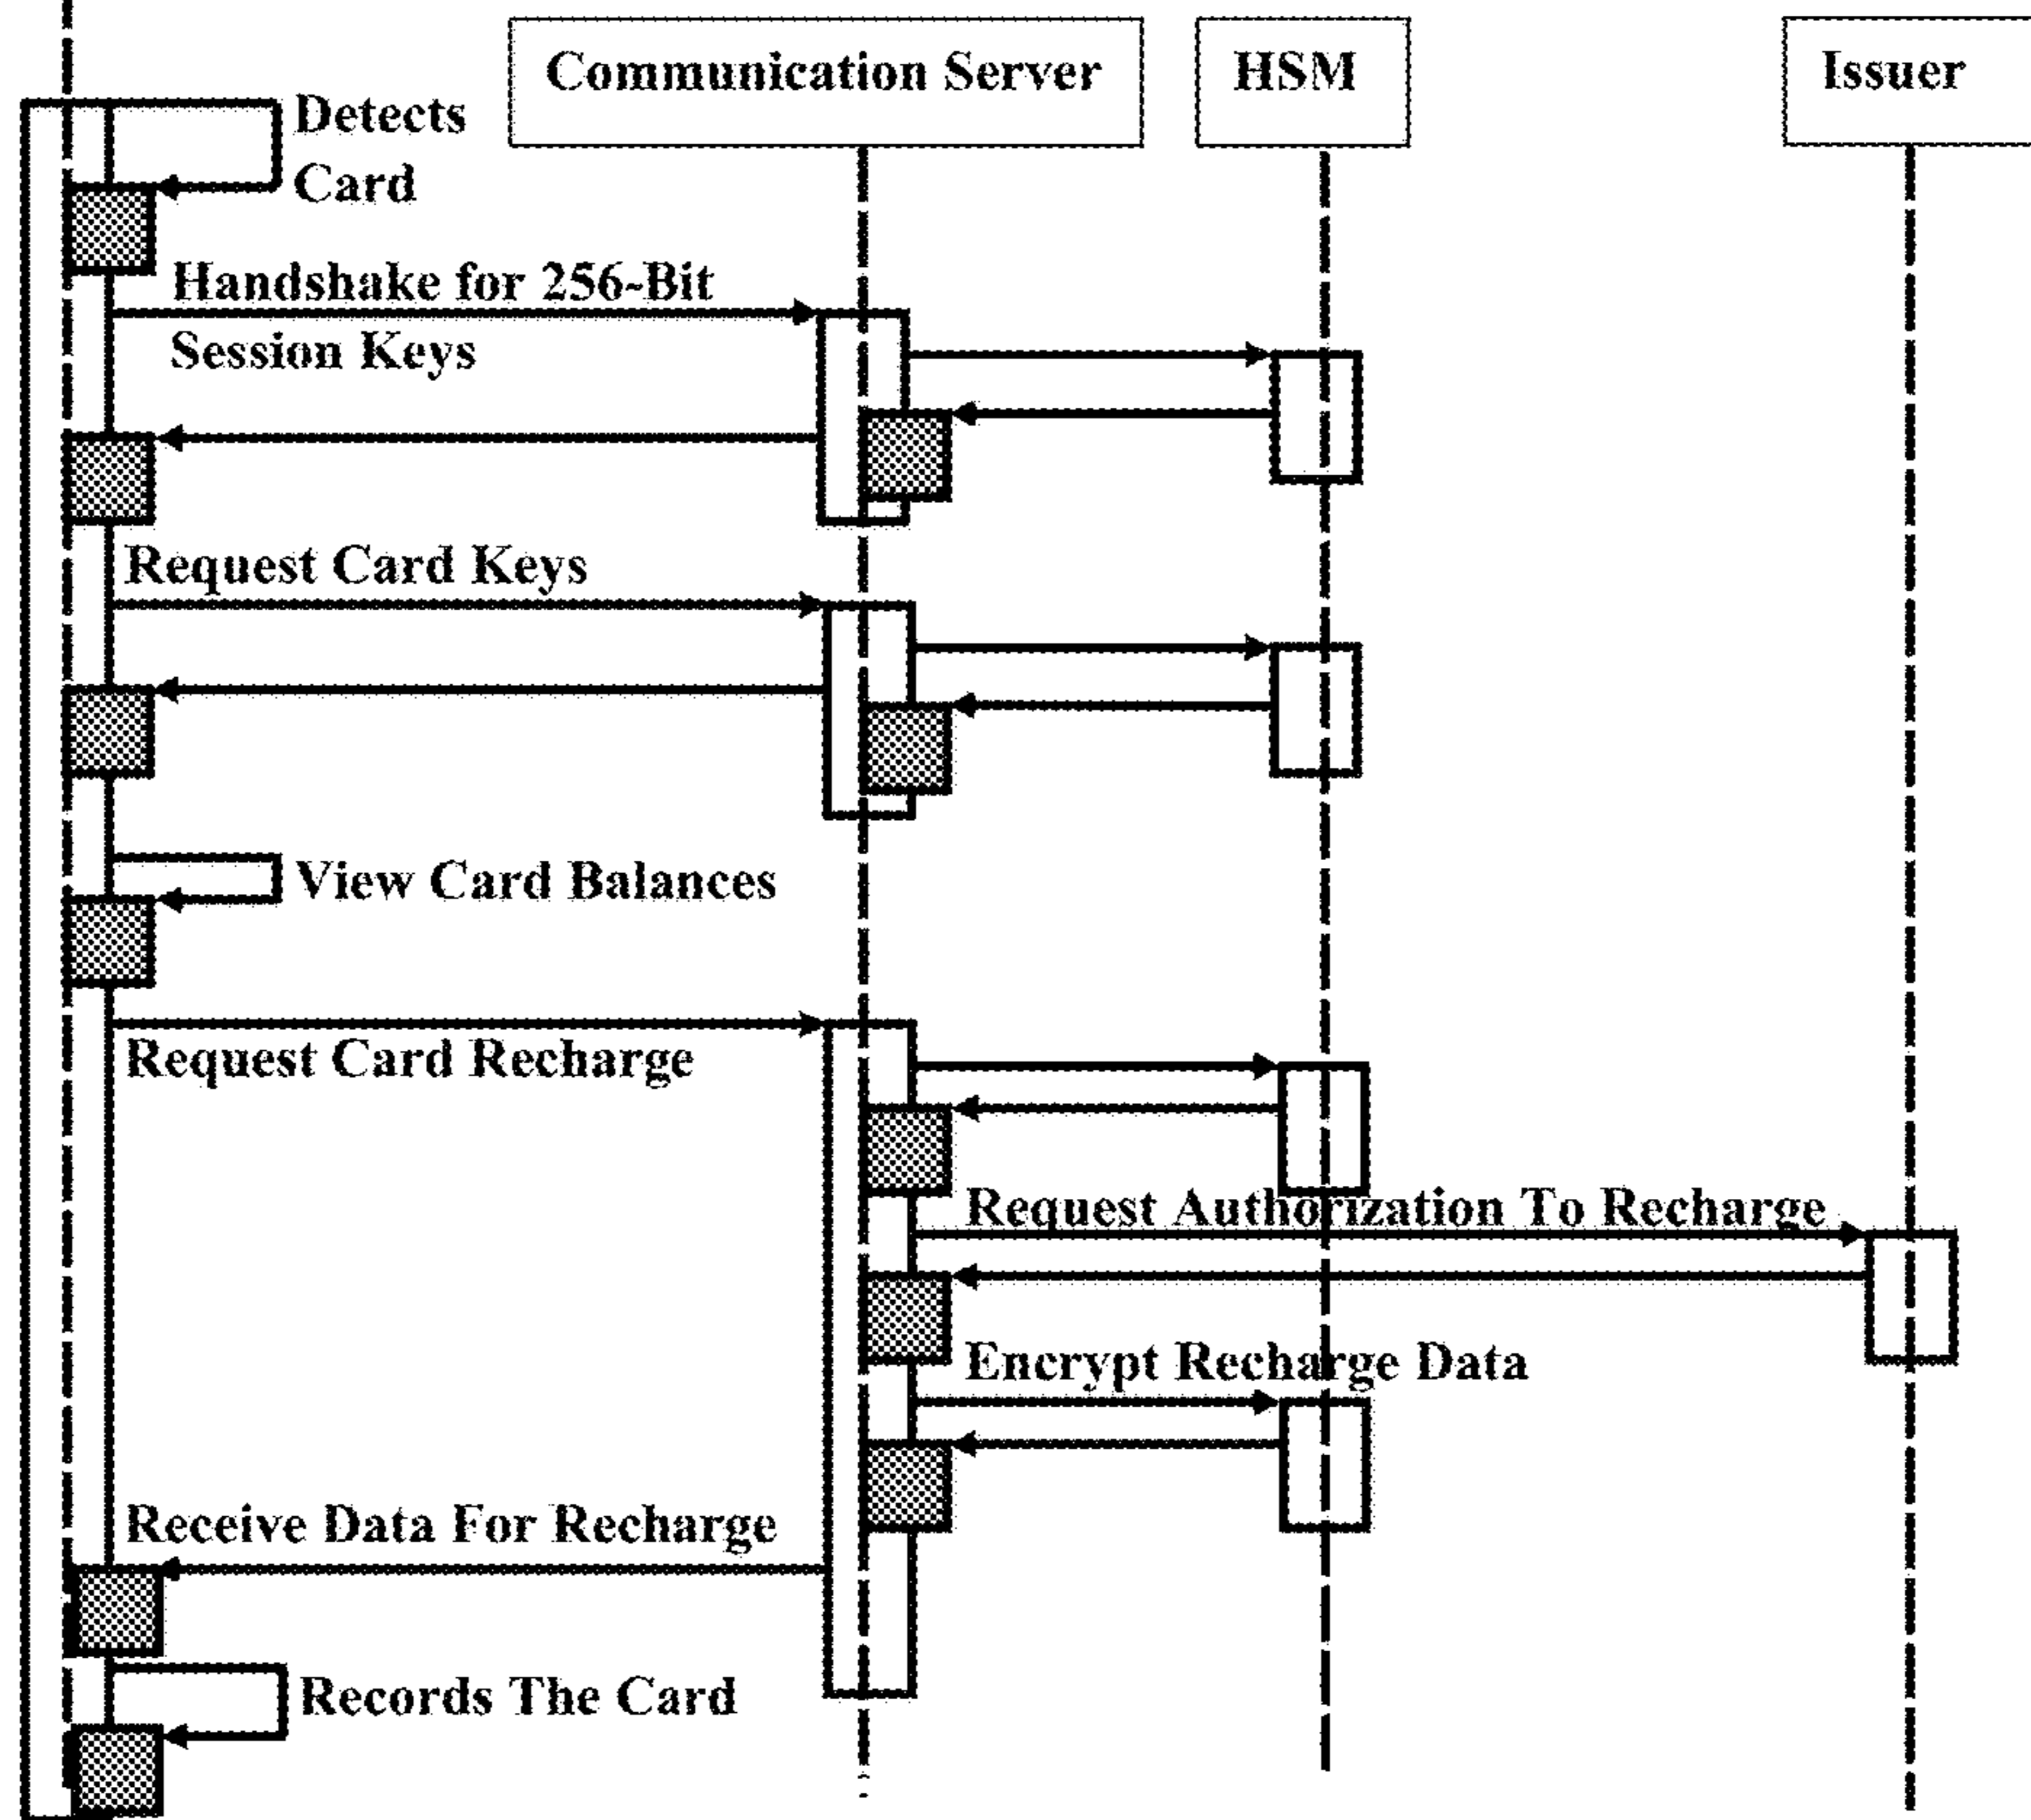 Communication Server
HSM
Issuer
Detects
Card
Handshake for 256-Bit
Session Keys
Request Card Keys
View Card Balances
Request Card Recharge
Request Authorization To Recharge
Encrypt Recharge Data
Receive Data For Recharge
Records The Card